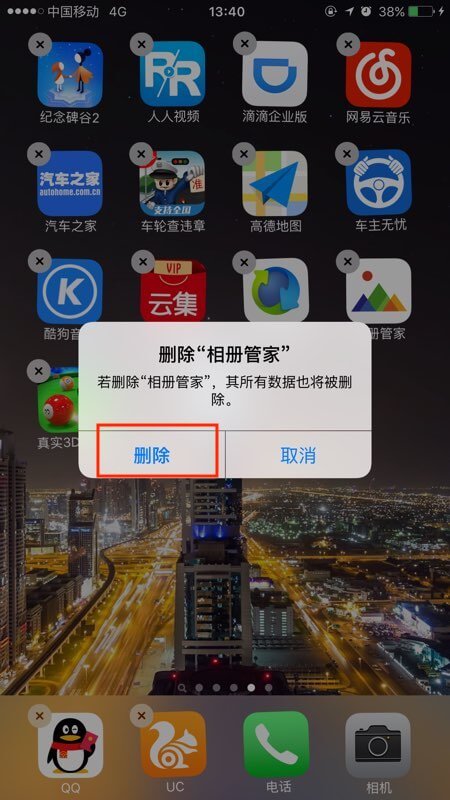 中国移动 4G 13:40 38%
纪念碑谷2 人人视频 滴滴企业版 网易云音乐
汽车之家
autohome.com.cn
准
支持全国
汽车之家 车轮查违章 高德地图 车主无忧
VIP
K
云集
酷狗音 册管家
删除“相册管家”
若删除“相册管家”，其所有数据也将被删
除。
真实3D
删除 取消
QQ UC 电话 相机